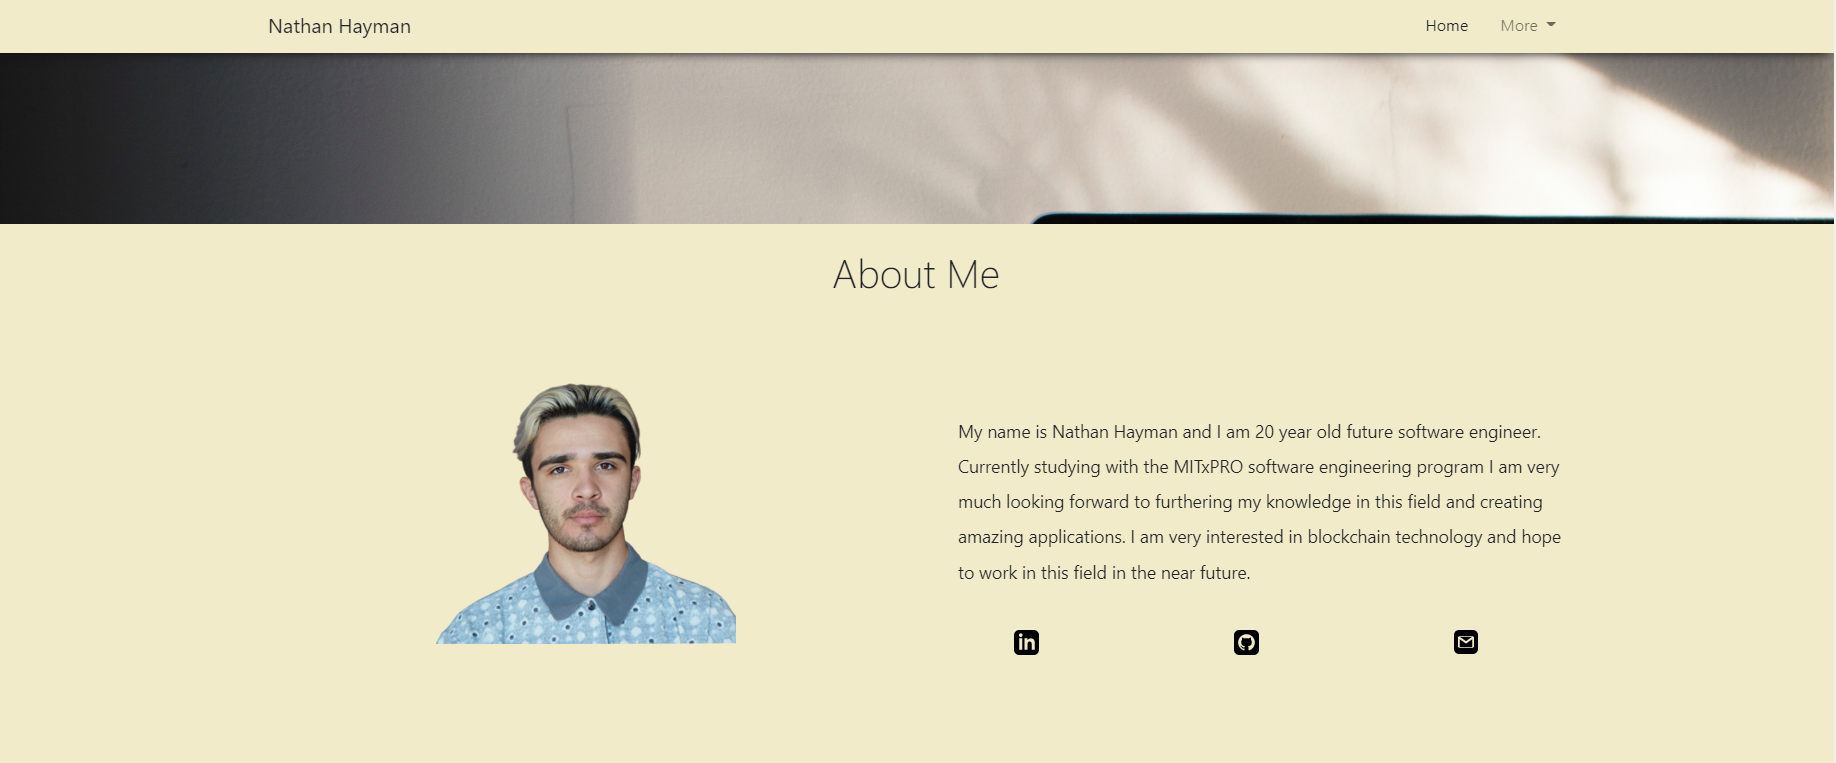 Nathan Hayman
Home More
About Me
My name is Nathan Hayman and I am 20 year old future software engineer.
Currently studying with the MITxPRO software engineering program I am very
much looking forward to furthering my knowledge in this field and creating
amazing applications. I am very interested in blockchain technology and hope
to work in this field in the near future.
in